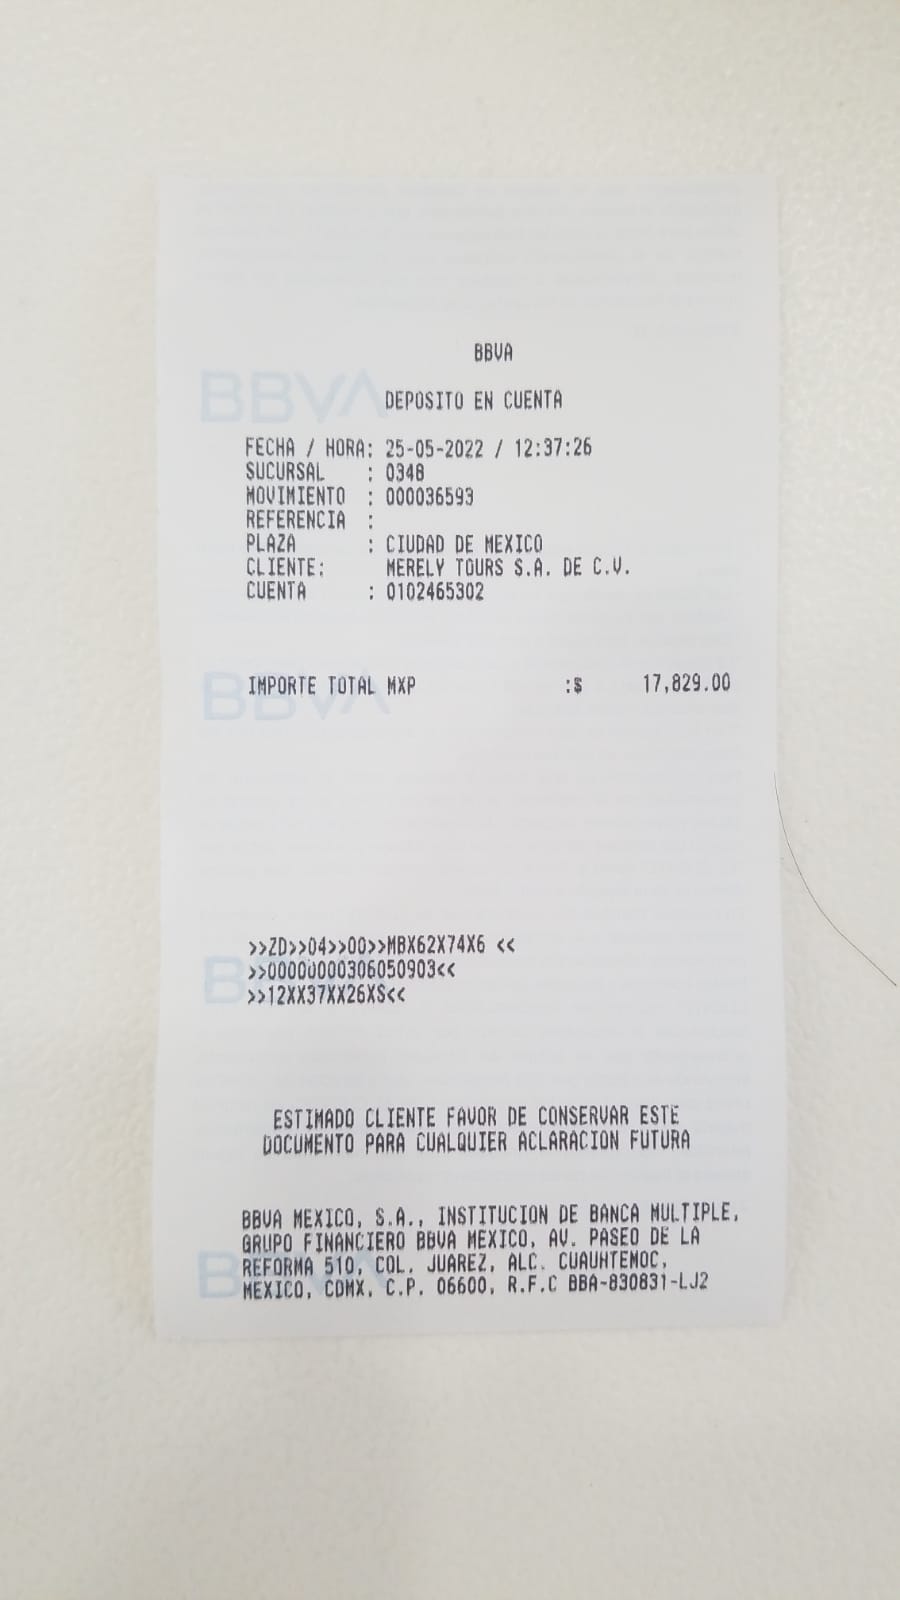 BBVA
DEPOSITO EN CUENTA
FECHA / HORA: 25-05-2022 / 12:37:26
SUCURSAL : 0348
MOVIMIENTO : 000036593
REFERENCIA :
PLAZA : CIUDAD DE MEXICO
CLIENTE: MERELY TOURS S.A. DE C.V.
CUENTA : 0102465302
IMPORTE TOTAL MXP :$ 17,829.00
>>ZD>>04>>00>>MBX62X74X6 <<
>>00000000306050903<<
>>12XX37XX26XS<<
ESTIMADO CLIENTE FAVOR DE CONSERVAR ESTE
DOCUMENTO PARA CUALQUIER ACLARACION FUTURA
BBVA MEXICO, S.A., INSTITUCION DE BANCA MULTIPLE,
GRUPO FINANCIERO BBVA MEXICO, AV. PASEO DE LA
REFORMA 510, COL. JUAREZ, ALC. CUAUHTEMOC,
MEXICO, CDMX, C.P. 06600, R.F.C BBA-830831-LJ2
BBVA
BBVA
BBVA
BBVA